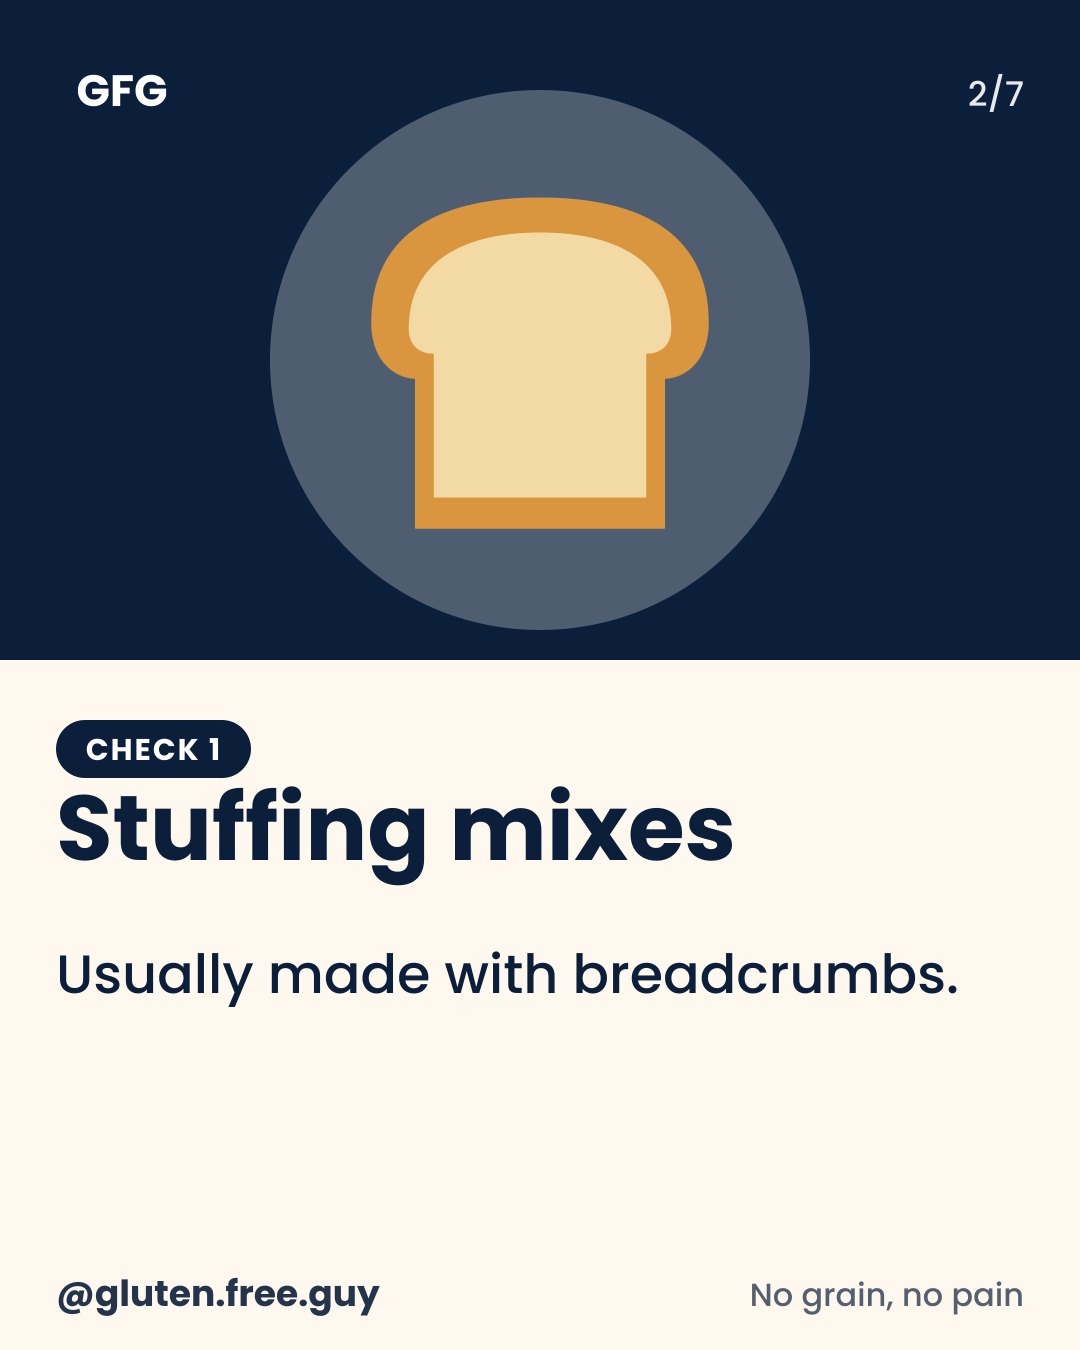 GFG
2/7
CHECK 1
Stuffing mixes
Usually made with breadcrumbs.
@gluten.free.guy
No grain, no pain